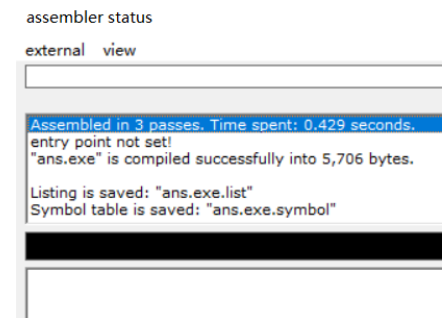 assembler status
external view
Assembled in 3 passes. Time spent: 0.429 seconds.
entry point not set!
"ans.exe" is compiled successfully into 5,706 bytes.
Listing is saved: "ans.exe.list"
Symbol table is saved: "ans.exe.symbol"